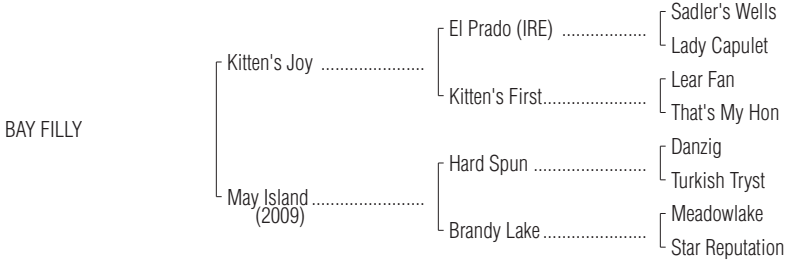 Sadler's Wells
El Prado (IRE) ..................
Lady Capulet
Kitten's Joy ......................
Lear Fan
Kitten's First......................
That's My Hon
BAY FILLY
Danzig
Hard Spun ........................
Turkish Tryst
May Island ........................
(2009)
Meadowlake
Brandy Lake ......................
Star Reputation